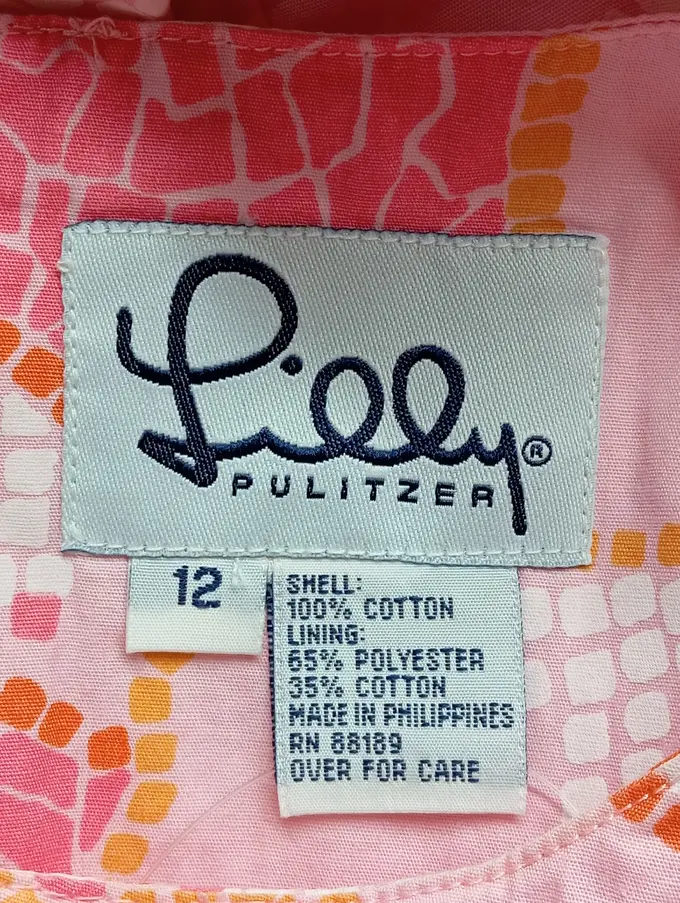 Lilly®
PULITZER
12
SHELL:
100% COTTON
LINING:
65% POLYESTER
35% COTTON
MADE IN PHILIPPINES
RN 88189
OVER FOR CARE